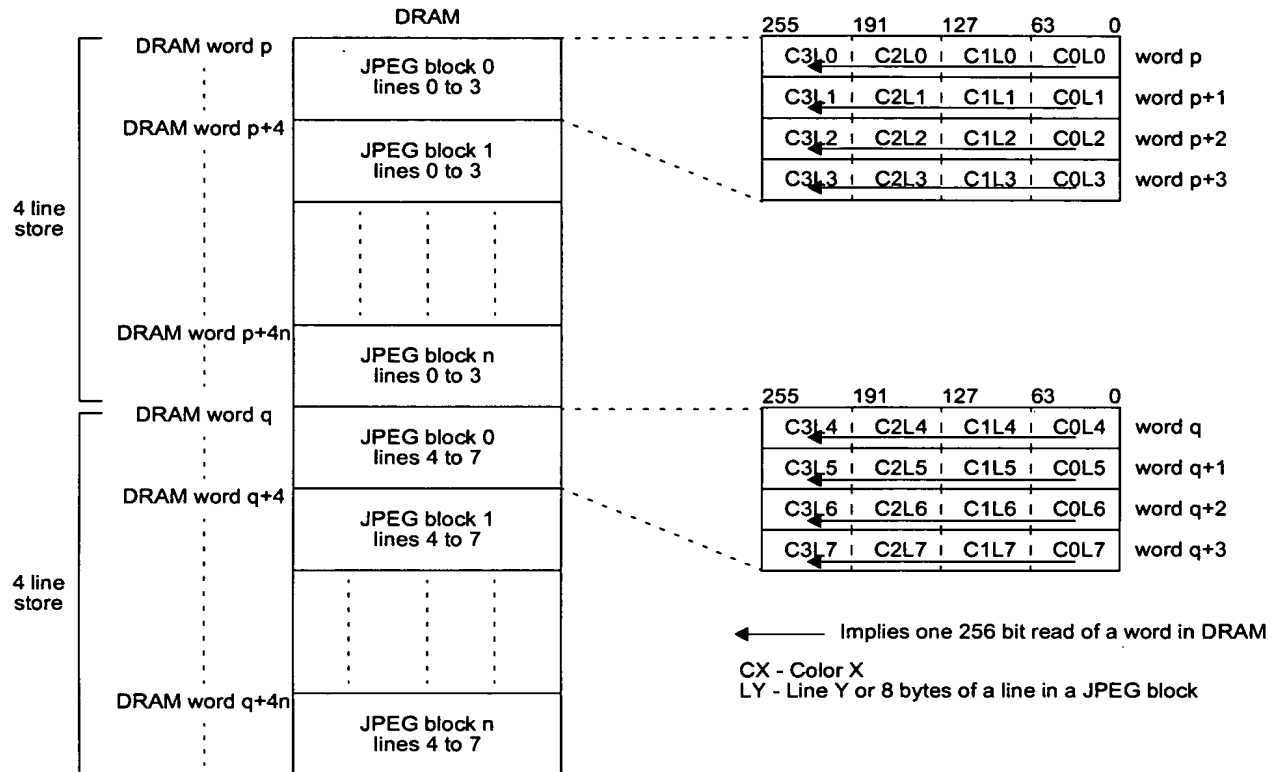 DRAM
DRAM word p
JPEG block 0
lines 0 to 3
DRAM word p+4
JPEG block 1
lines 0 to 3
4 line
store
DRAM word p+4n
JPEG block n
lines 0 to 3
DRAM word q
JPEG block 0
lines 4 to 7
DRAM word q+4
JPEG block 1
lines 4 to 7
4 line
store
DRAM word q+4n
JPEG block n
lines 4 to 7
255 191 127 63 0
C3L0 C2L0 C1L0 C0L0 word p
C3L1 C2L1 C1L1 C0L1 word p+1
C3L2 C2L2 C1L2 C0L2 word p+2
C3L3 C2L3 C1L3 C0L3 word p+3
255 191 127 63 0
C3L4 C2L4 C1L4 C0L4 word q
C3L5 C2L5 C1L5 C0L5 word q+1
C3L6 C2L6 C1L6 C0L6 word q+2
C3L7 C2L7 C1L7 C0L7 word q+3
Implies one 256 bit read of a word in DRAM
CX - Color X
LY - Line Y or 8 bytes of a line in a JPEG block